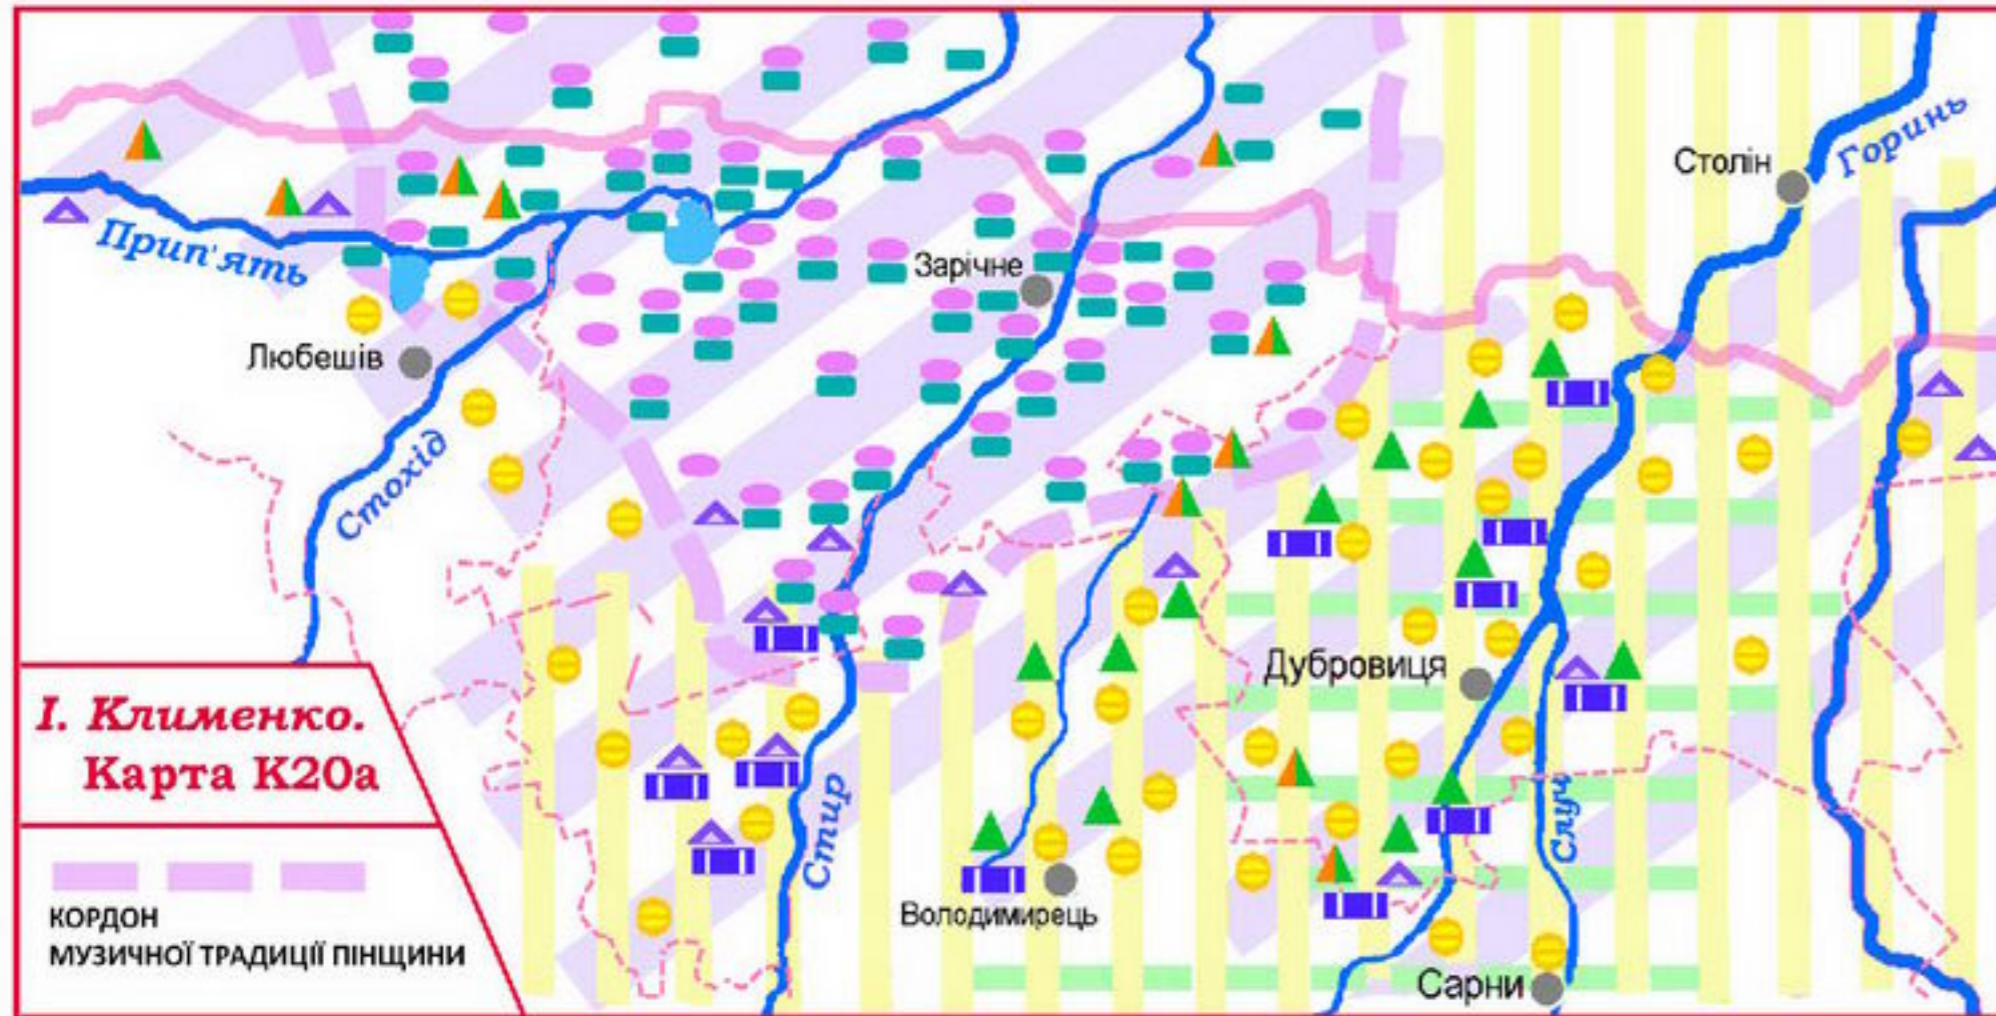 Столін
Горинь
Прип'ять
Зарічне
Любешів
Стохід
Дубровиця
І. Клименко.
Карта К20а
Стир
Случ
КОРДОН
МУЗИЧНОЇ ТРАДИЦІЇ ПІНЩИНИ
Володимирець
Сарни